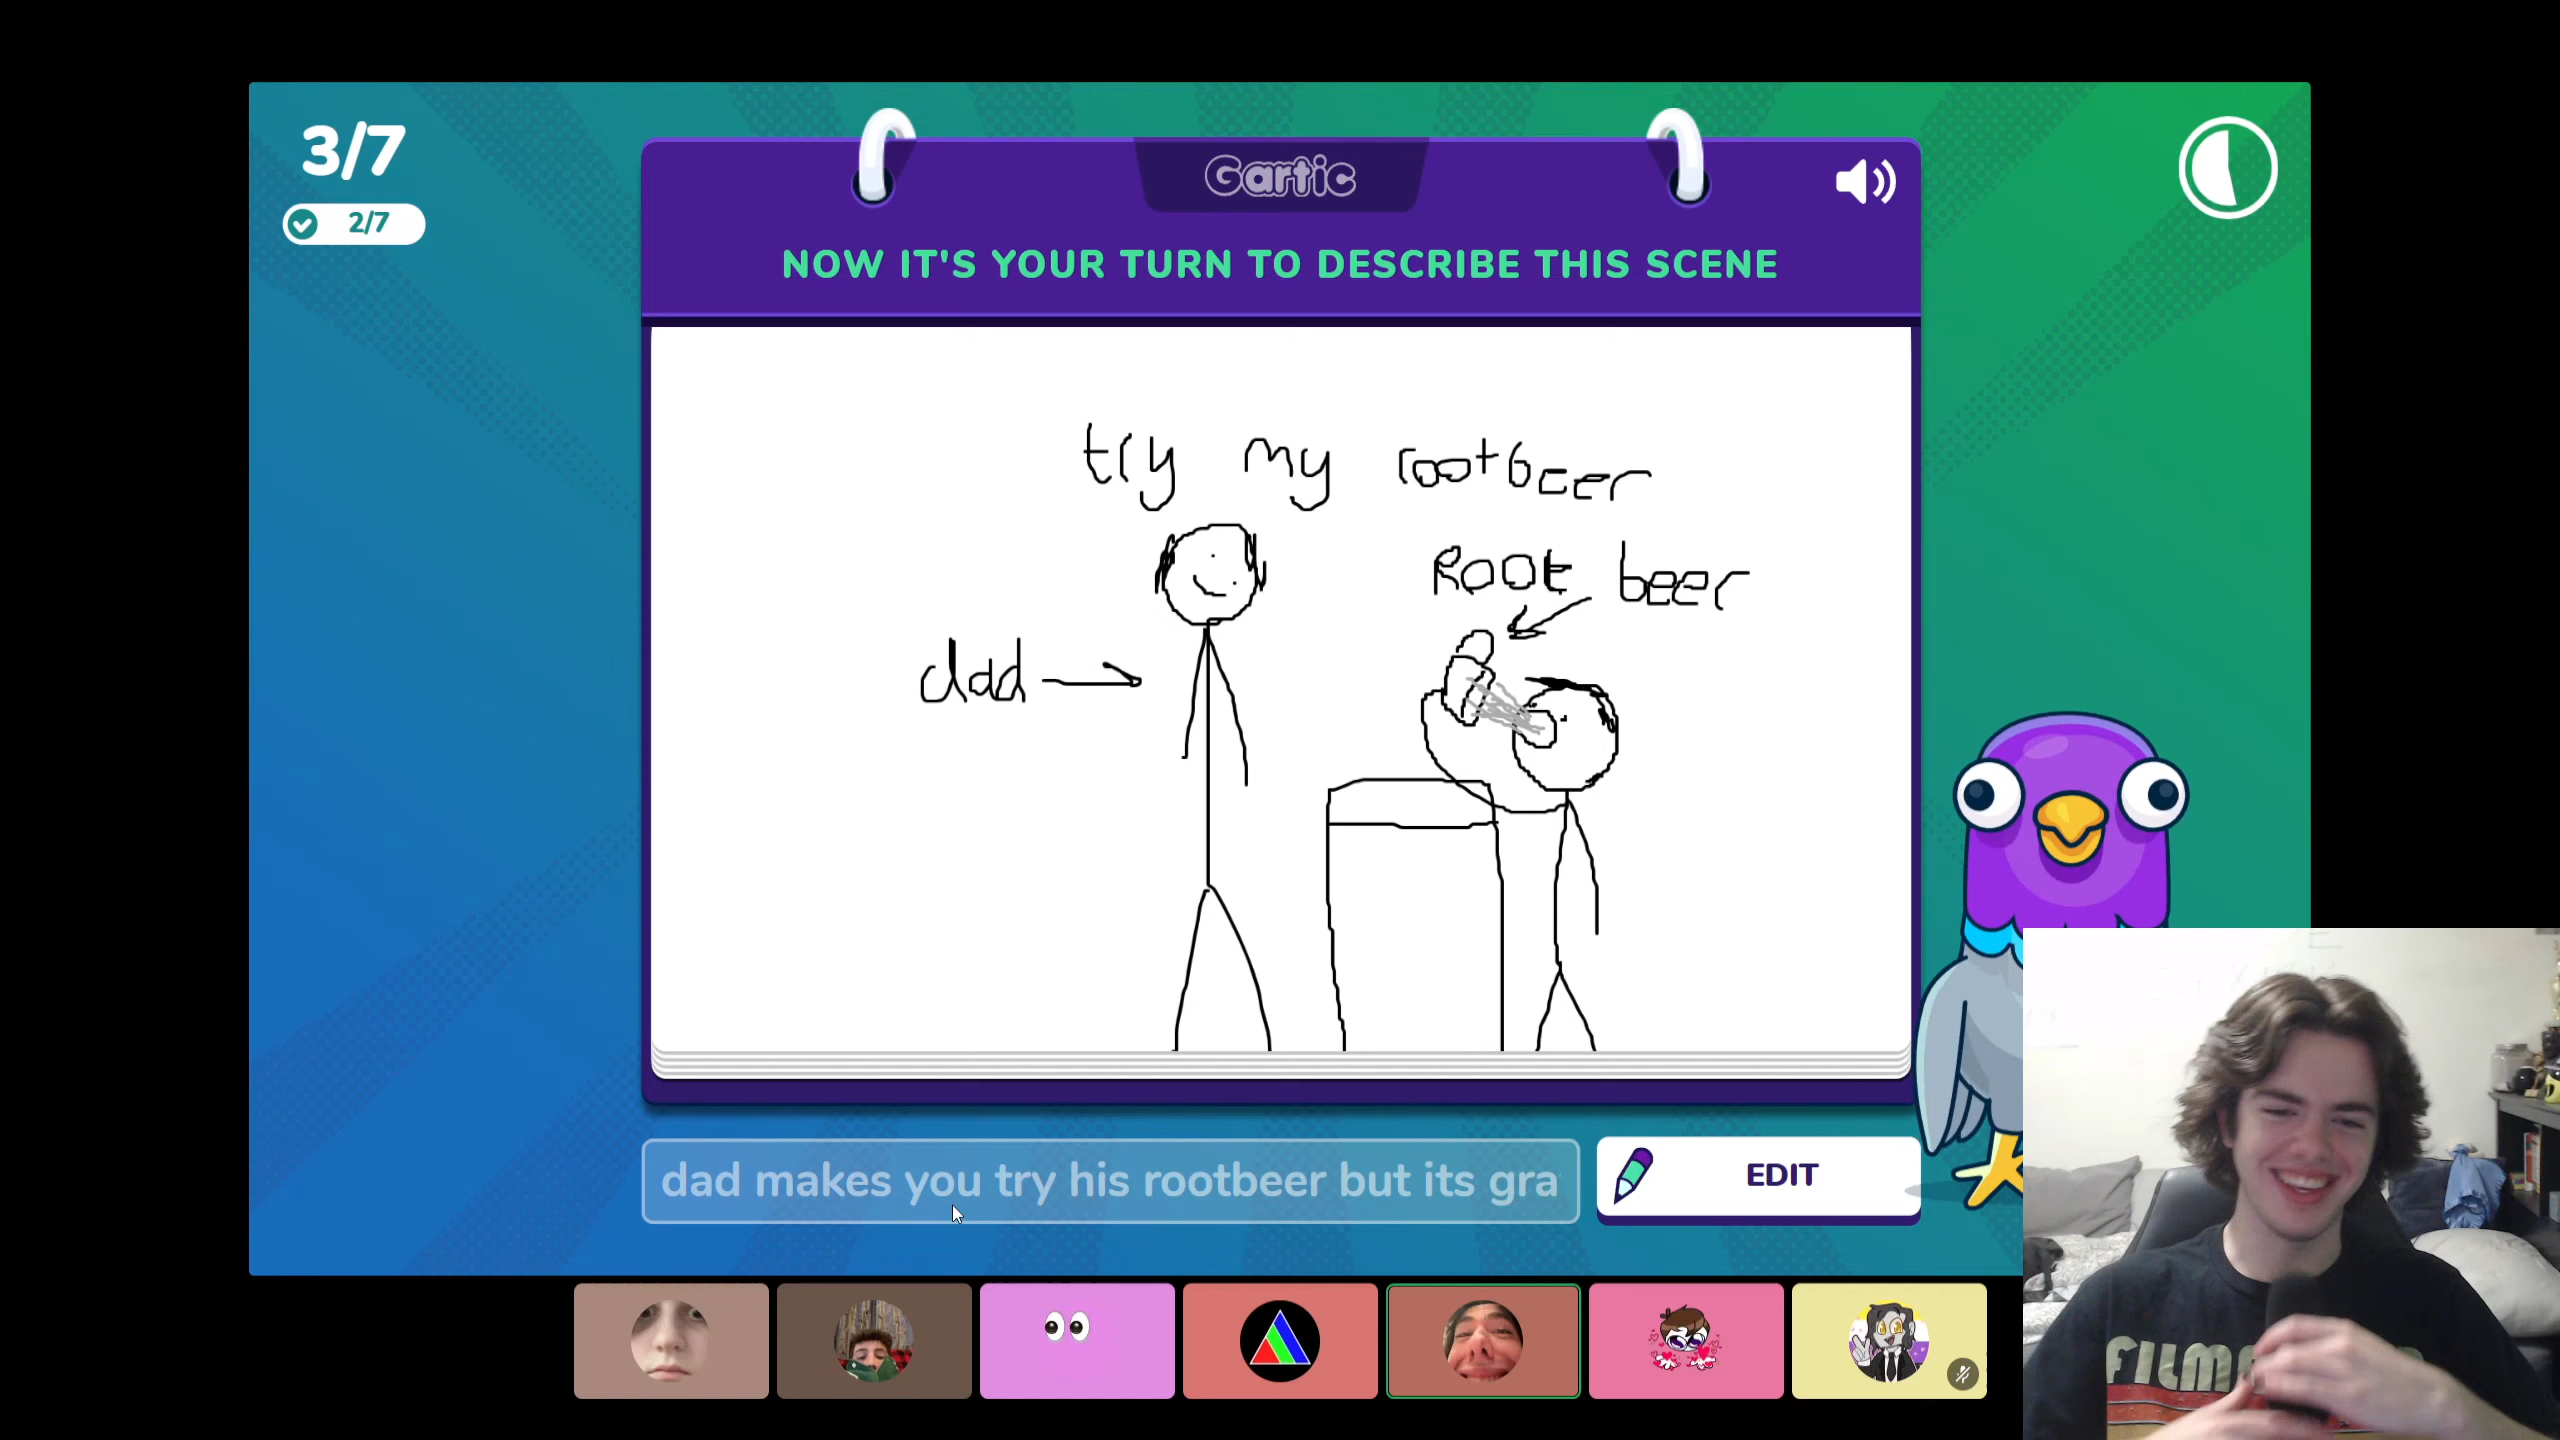 3/7
2/7
Gartic
NOW IT'S YOUR TURN TO DESCRIBE THIS SCENE
try my rootbeer
Root beer
dad
dad makes you try his rootbeer but its gra
EDIT
FILM